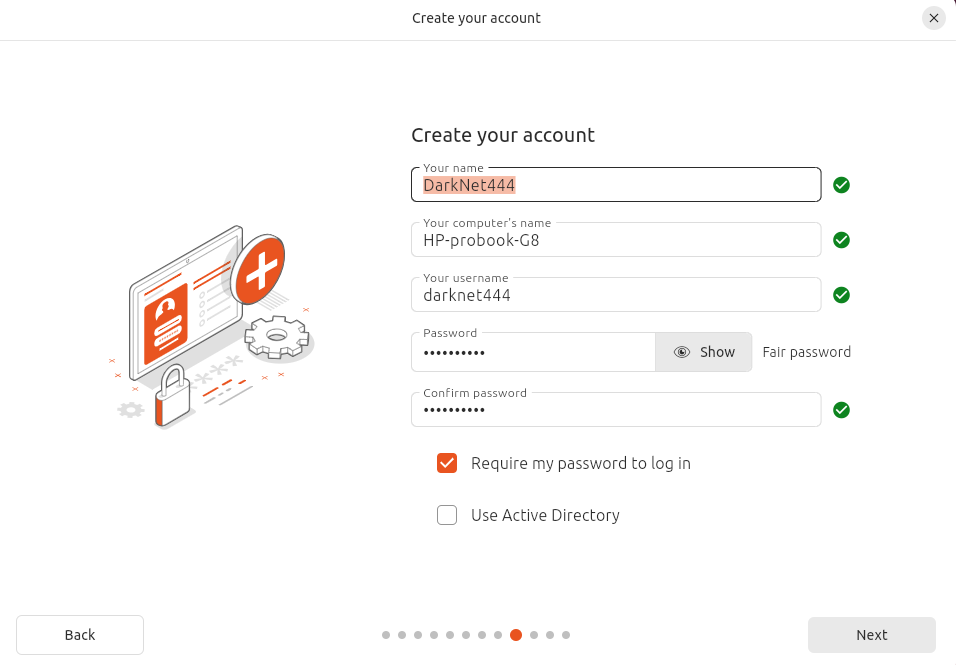 Create your account
Create your account
Your name
DarkNet444
Your computer's name
HP-probook-G8
Your username
darknet444
Password
••••••••••
Show
Fair password
Confirm password
••••••••••
Require my password to log in
Use Active Directory
Back
Next